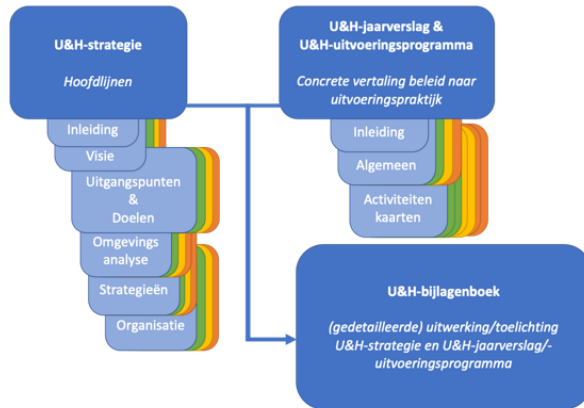 U&H-strategie
Hoofdlijnen
Inleiding
Visie
Uitgangspunten
&
Doelen
Omgevings
analyse
Strategieën
Organisatie
U&H-jaarverslag &
U&H-uitvoeringsprogramma
Concrete vertaling beleid naar
uitvoeringspraktijk
Inleiding
Algemeen
Activiteiten
kaarten
U&H-bijlagenboek
(gedetailleerde) uitwerking/toelichting
U&H-strategie en U&H-jaarverslag/-
uitvoeringsprogramma